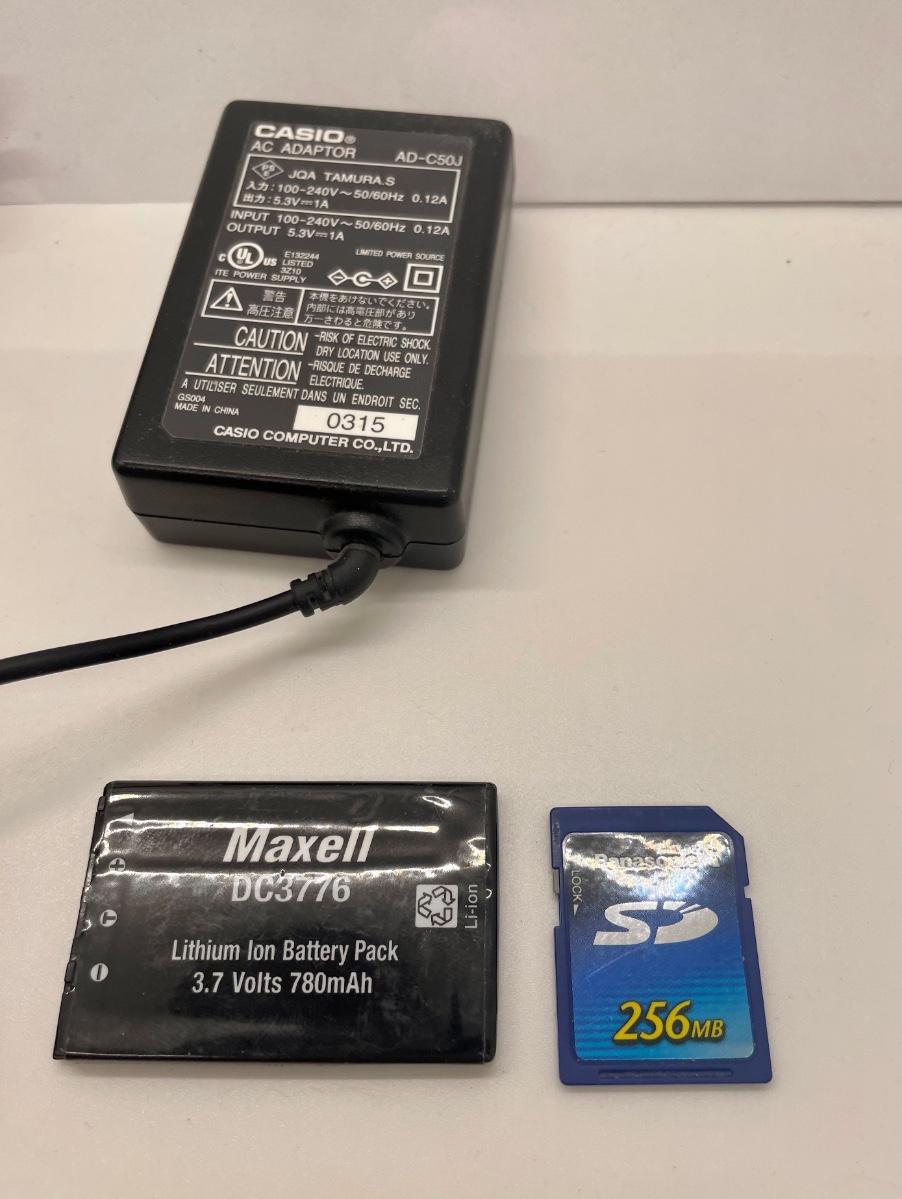 CASIO®
AC ADAPTOR AD-C50J
PS E JQA TAMURA.S
入力:100-240V～50/60Hz 0.12A
出力:5.3V⎓1A
INPUT 100-240V～50/60Hz 0.12A
OUTPUT 5.3V⎓1A
C UL US E132244
LISTED
3Z10
ITE POWER SUPPLY
LIMITED POWER SOURCE
- C +
警告
高圧注意
本機をあけないでください。
内部には高電圧部があり
万一さわると危険です。
CAUTION -RISK OF ELECTRIC SHOCK.
DRY LOCATION USE ONLY.
ATTENTION -RISQUE DE DECHARGE
ELECTRIQUE.
A UTILISER SEULEMENT DANS UN ENDROIT SEC.
GS004
MADE IN CHINA
0315
CASIO COMPUTER CO.,LTD.
Maxell
DC3776
Lithium Ion Battery Pack
3.7 Volts 780mAh
Li-ion
+
T
-
Panasonic
LOCK
SD
256MB